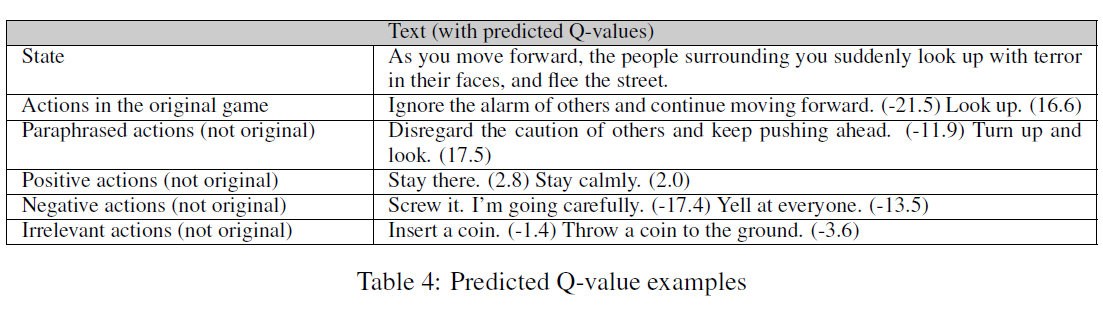 Text (with predicted Q-values)
State As you move forward, the people surrounding you suddenly look up with terror
in their faces, and flee the street.
Actions in the original game Ignore the alarm of others and continue moving forward. (-21.5) Look up. (16.6)
Paraphrased actions (not original) Disregard the caution of others and keep pushing ahead. (-11.9) Turn up and
look. (17.5)
Positive actions (not original) Stay there. (2.8) Stay calmly. (2.0)
Negative actions (not original) Screw it. I'm going carefully. (-17.4) Yell at everyone. (-13.5)
Irrelevant actions (not original) Insert a coin. (-1.4) Throw a coin to the ground. (-3.6)
Table 4: Predicted Q-value examples